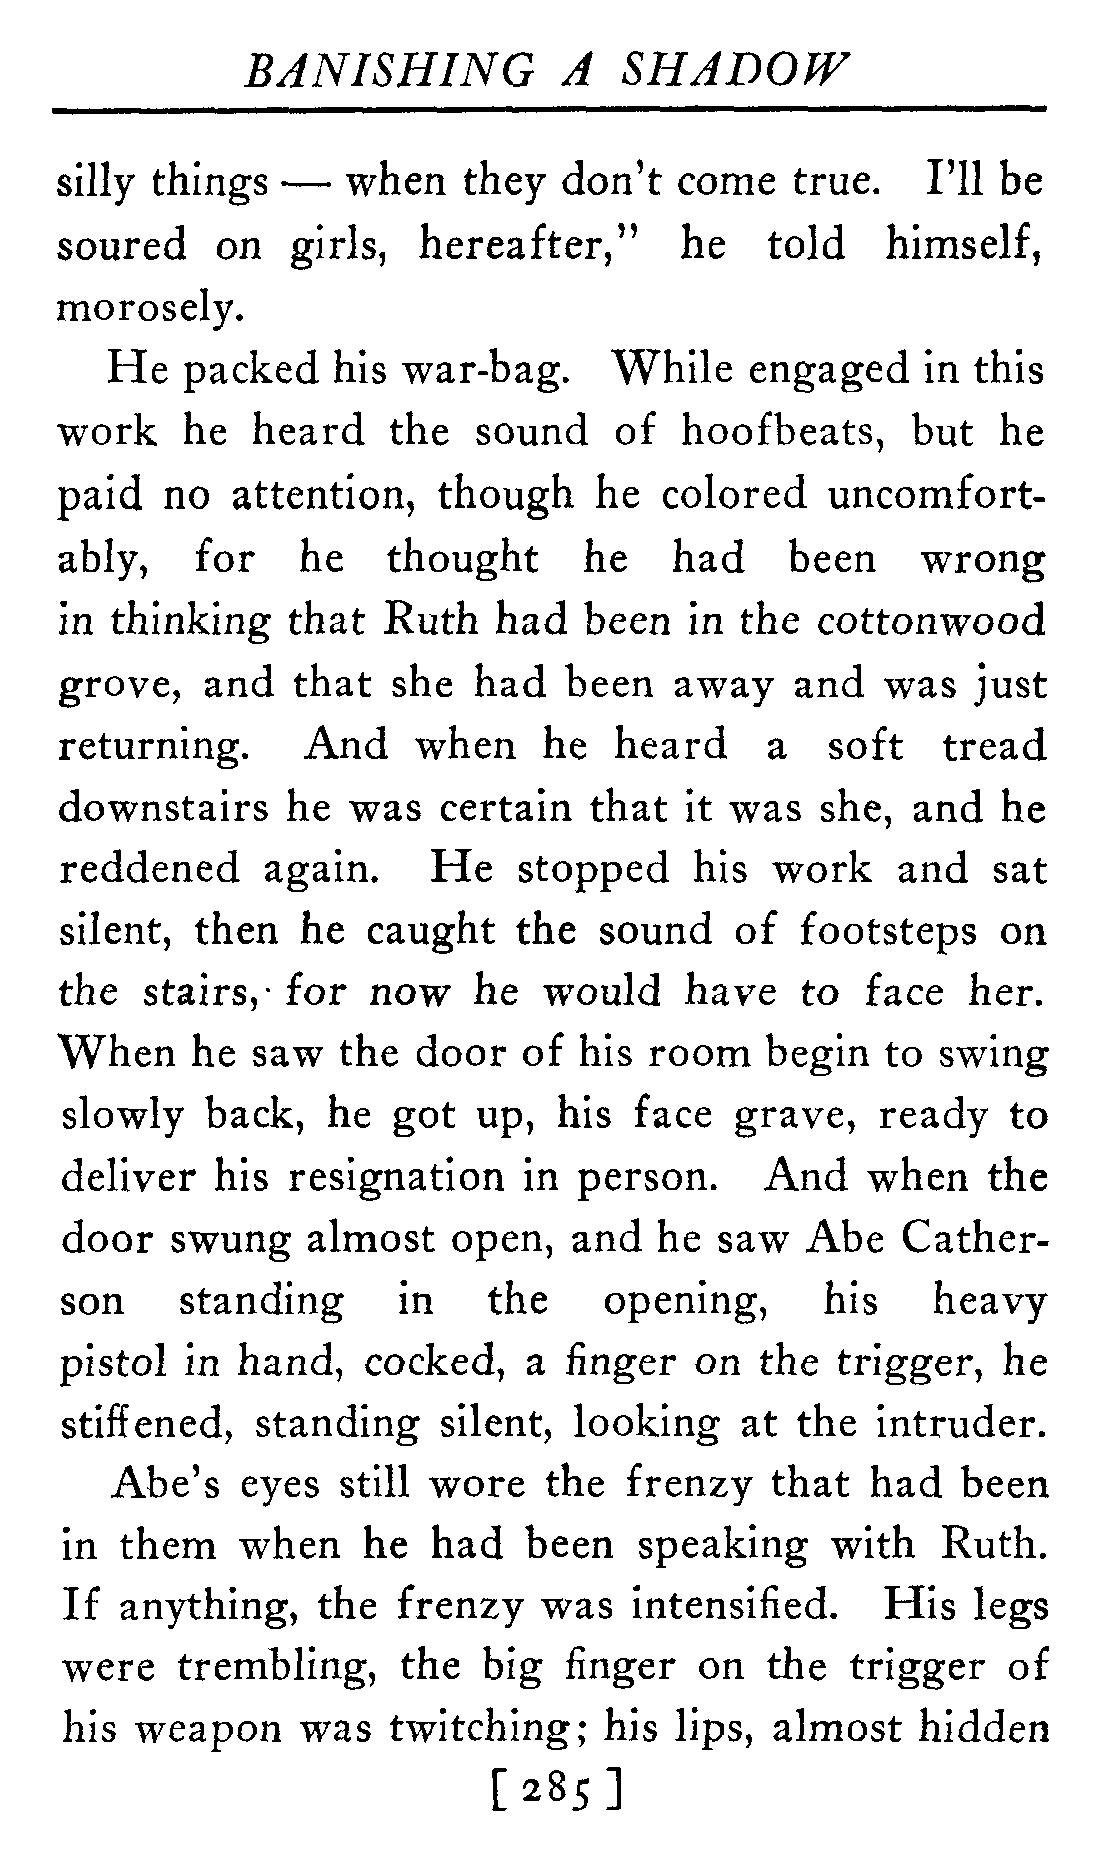 BANISHING A SHADOW
silly things — when they don't come true. I'll be
soured on girls, hereafter," he told himself,
morosely.
He packed his war-bag. While engaged in this
work he heard the sound of hoofbeats, but he
paid no attention, though he colored uncomfort-
ably, for he thought he had been wrong
in thinking that Ruth had been in the cottonwood
grove, and that she had been away and was just
returning. And when he heard a soft tread
downstairs he was certain that it was she, and he
reddened again. He stopped his work and sat
silent, then he caught the sound of footsteps on
the stairs, for now he would have to face her.
When he saw the door of his room begin to swing
slowly back, he got up, his face grave, ready to
deliver his resignation in person. And when the
door swung almost open, and he saw Abe Cather-
son standing in the opening, his heavy
pistol in hand, cocked, a finger on the trigger, he
stiffened, standing silent, looking at the intruder.
Abe's eyes still wore the frenzy that had been
in them when he had been speaking with Ruth.
If anything, the frenzy was intensified. His legs
were trembling, the big finger on the trigger of
his weapon was twitching; his lips, almost hidden
[ 285 ]